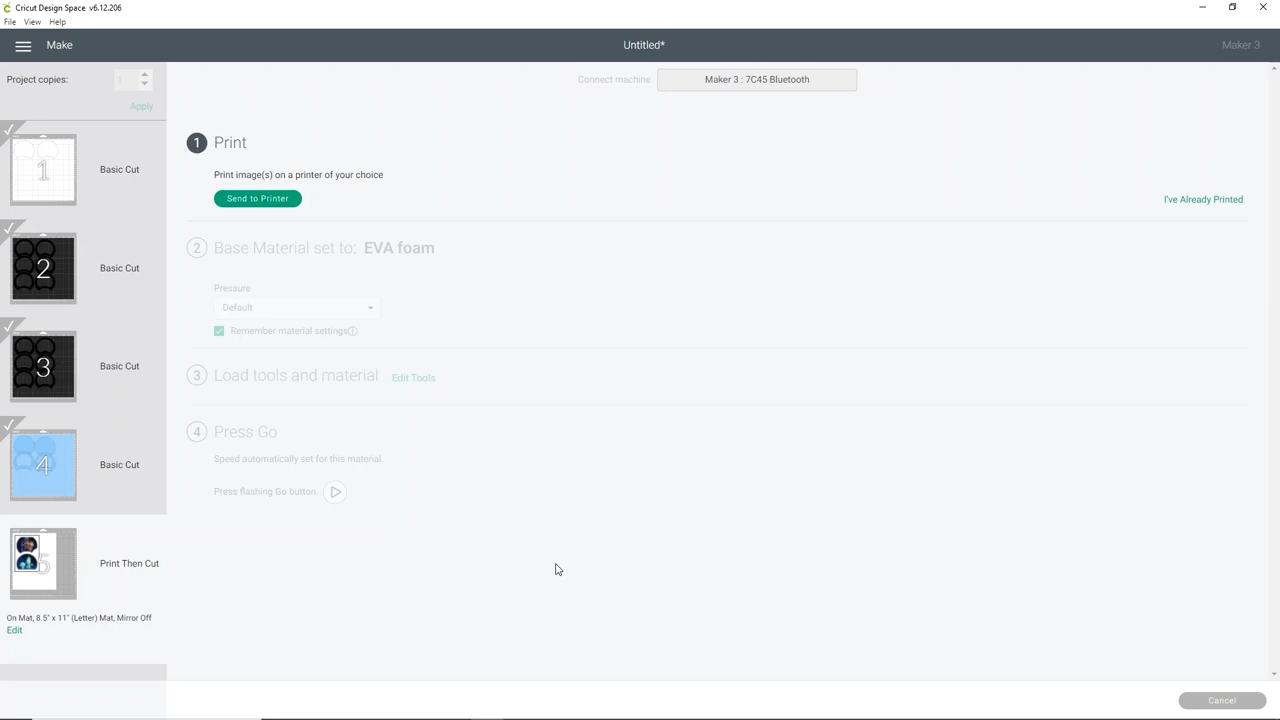 Cricut Design Space v6.12.206
File View Help
Make
Untitled*
Maker 3
Project copies:
1
Apply
Connect machine
Maker 3 : 7C45 Bluetooth
1
Basic Cut
2
Basic Cut
3
Basic Cut
4
Basic Cut
5
Print Then Cut
On Mat, 8.5" x 11" (Letter) Mat, Mirror Off
Edit
1 Print
Print image(s) on a printer of your choice
Send to Printer
I've Already Printed
2 Base Material set to: EVA foam
Pressure
Default
Remember material settings
3 Load tools and material Edit Tools
4 Press Go
Speed automatically set for this material.
Press flashing Go button.
Cancel